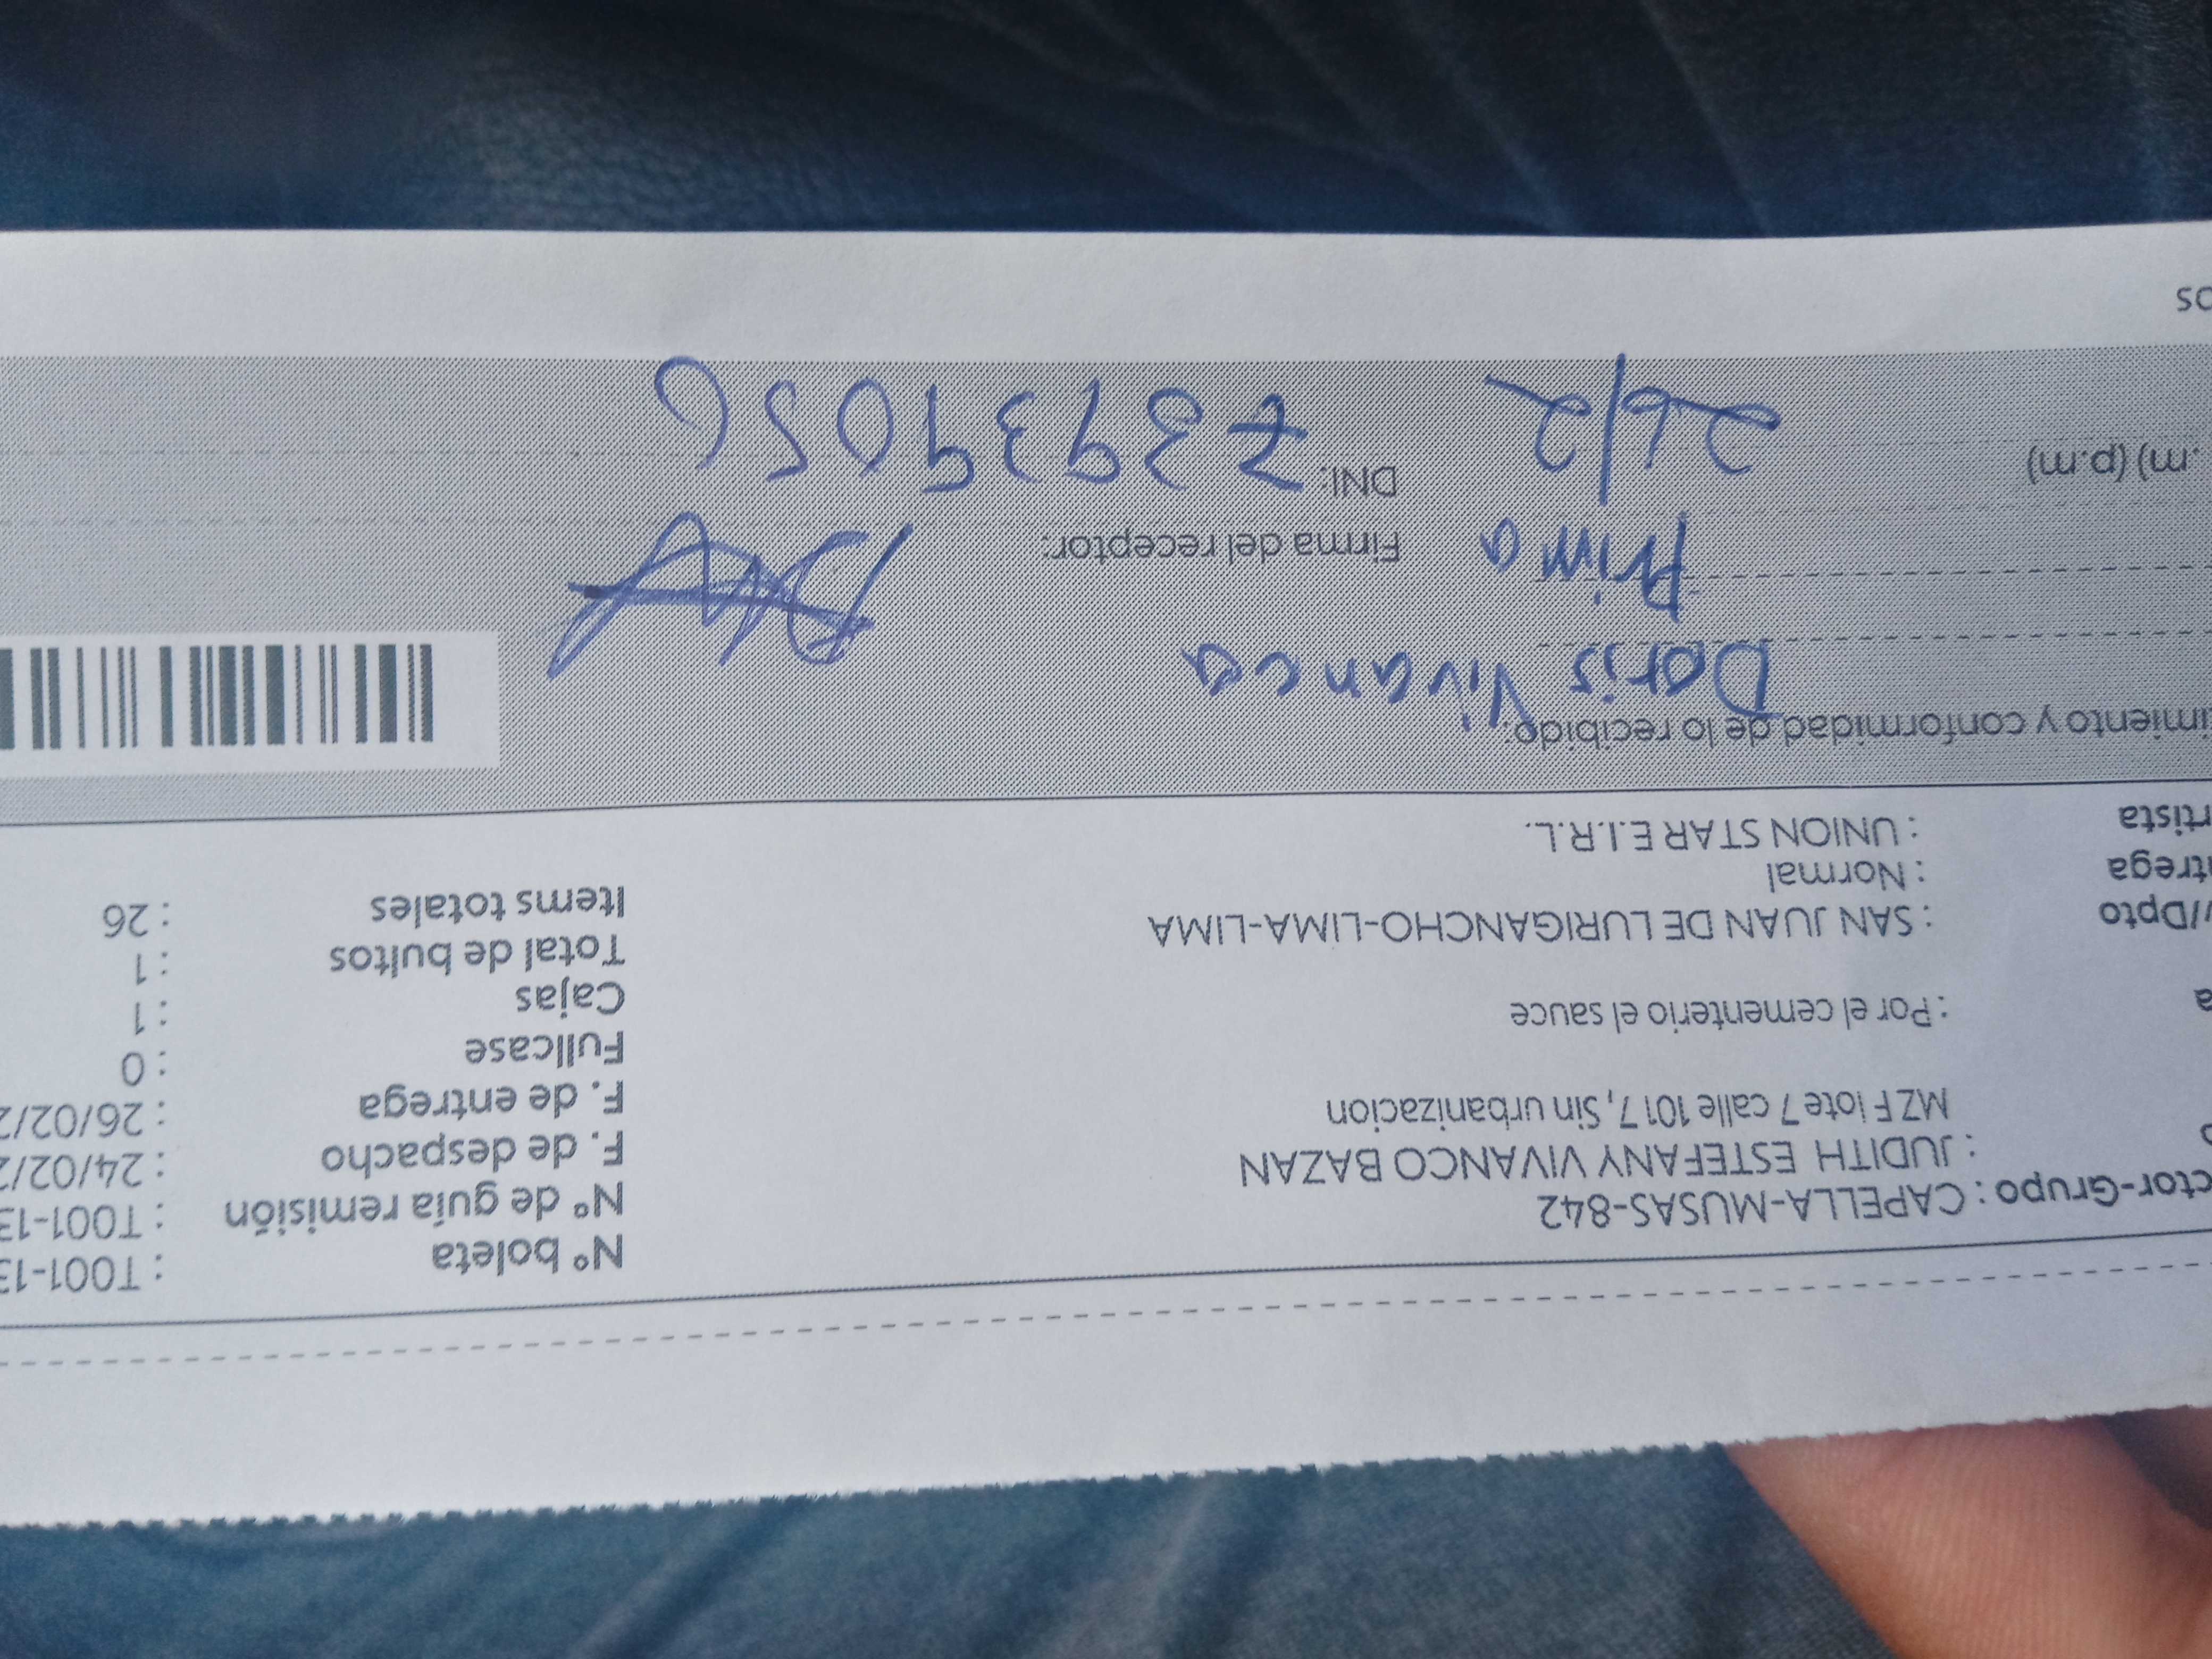 ctor-Grupo : CAPELLA-MUSAS-842
: JUDITH ESTEFANY VIVANCO BAZAN
MZ F lote 7 calle 1017, Sin urbanizacion
a : Por el cementerio el sauce
/Dpto : SAN JUAN DE LURIGANCHO-LIMA-LIMA
trega : Normal
rtista : UNION STAR E.I.R.L.
Nº boleta : T001-13
Nº de guía remisión : T001-13
F. de despacho : 24/02/2
F. de entrega : 26/02/2
Fullcase : 0
Cajas : 1
Total de bultos : 1
Items totales : 26
imiento y conformidad de lo recibido:
Doris Vivanco
Prima
Firma del receptor:
.m) (p.m) 26/2
DNI: 73939056
os